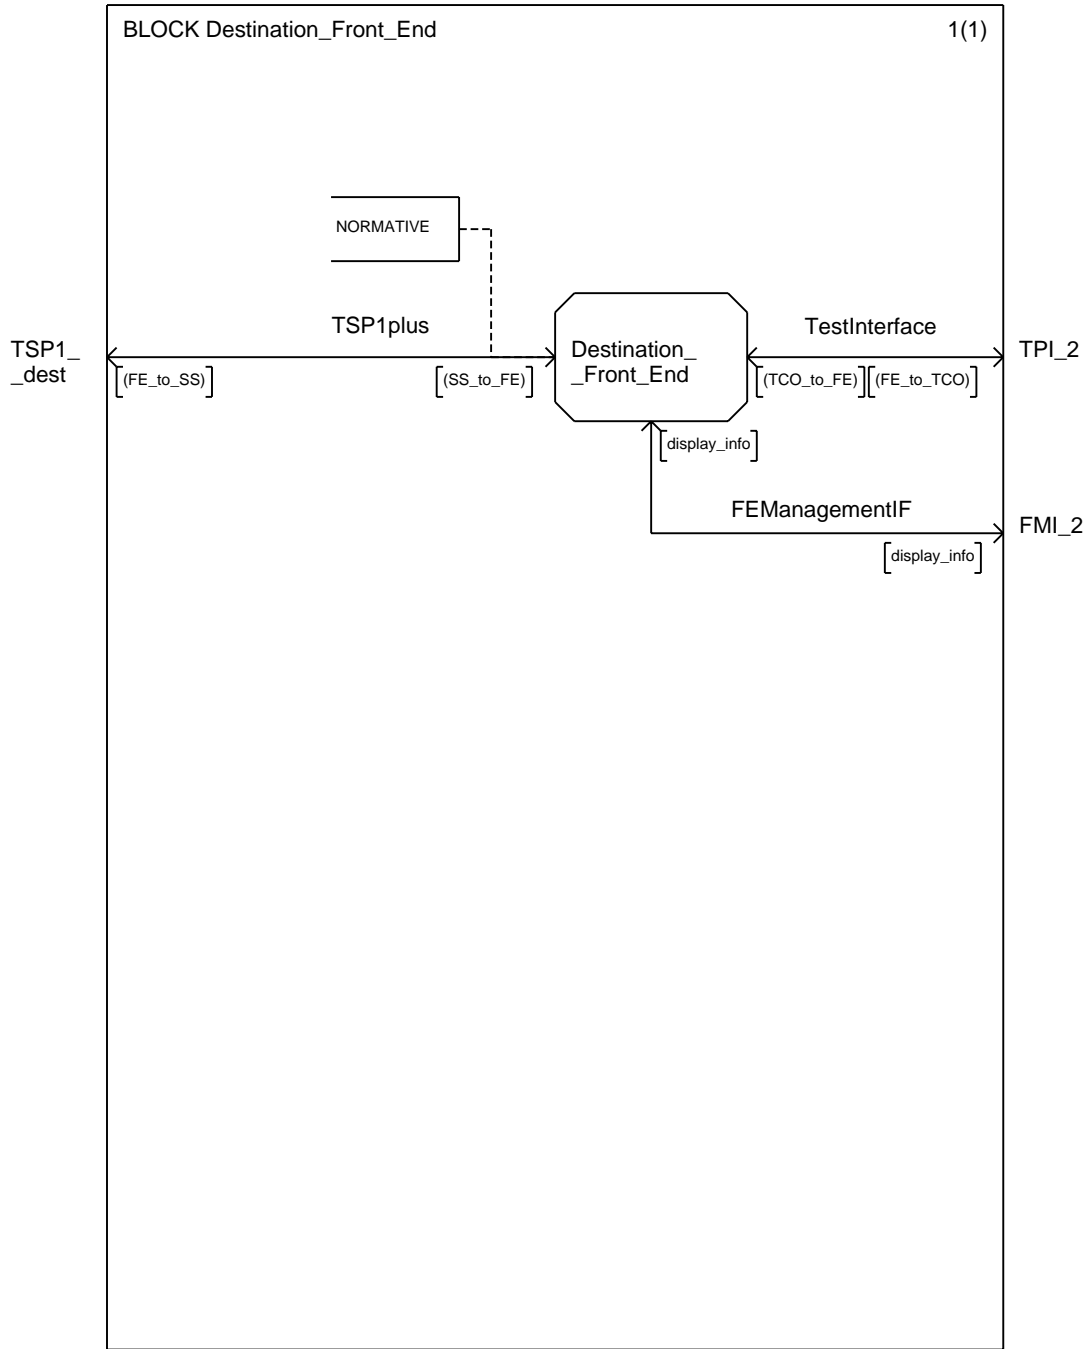 BLOCK Destination_Front_End
1(1)
NORMATIVE
TSP1plus
TestInterface
TSP1_
_dest
Destination_
_Front_End
TPI_2
(FE_to_SS)
(SS_to_FE)
(TCO_to_FE)
(FE_to_TCO)
display_info
FEManagementIF
FMI_2
display_info